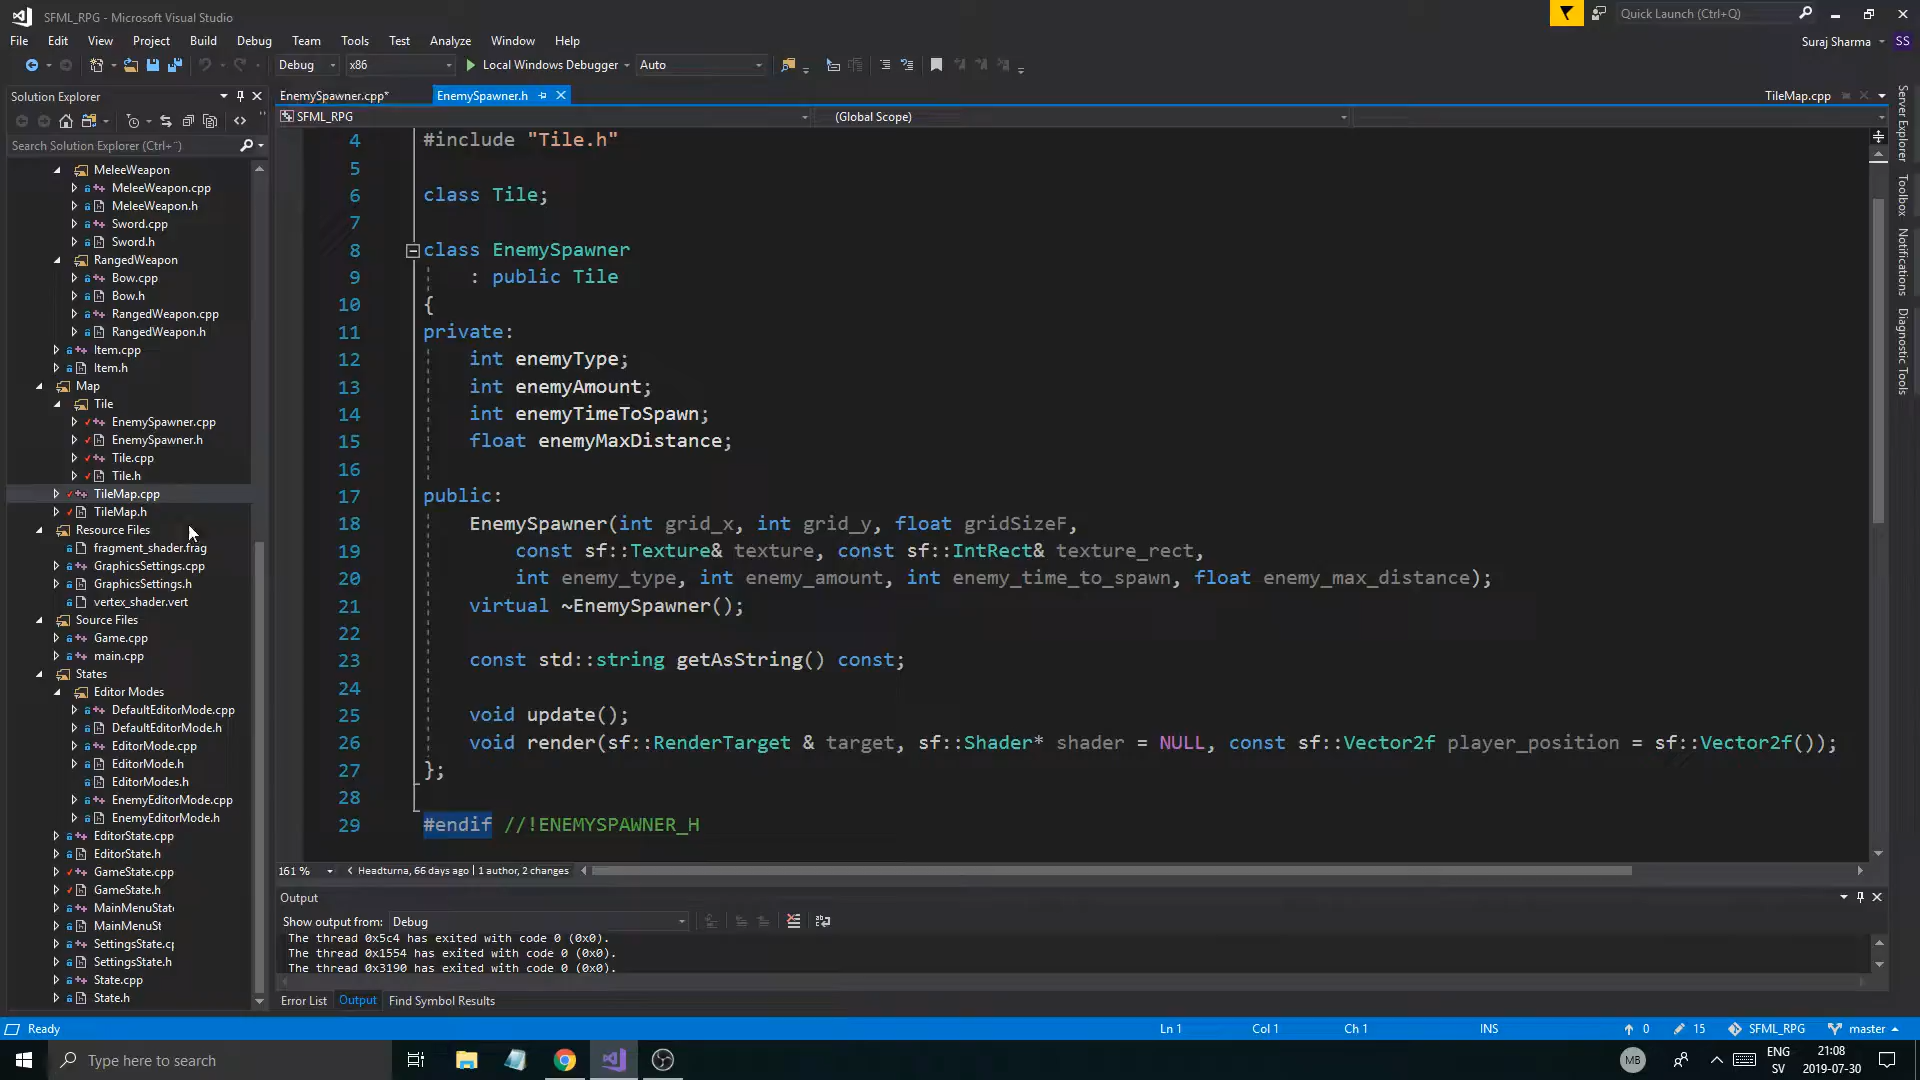 SFML_RPG - Microsoft Visual Studio
Quick Launch (Ctrl+Q)
File Edit View Project Build Debug Team Tools Test Analyze Window Help
Suraj Sharma SS
Debug x86 Local Windows Debugger Auto
Solution Explorer
EnemySpawner.cpp* EnemySpawner.h TileMap.cpp
SFML_RPG (Global Scope)
Search Solution Explorer (Ctrl+¨)
MeleeWeapon
MeleeWeapon.cpp
MeleeWeapon.h
Sword.cpp
Sword.h
RangedWeapon
Bow.cpp
Bow.h
RangedWeapon.cpp
RangedWeapon.h
Item.cpp
Item.h
Map
Tile
EnemySpawner.cpp
EnemySpawner.h
Tile.cpp
Tile.h
TileMap.cpp
TileMap.h
Resource Files
fragment_shader.frag
GraphicsSettings.cpp
GraphicsSettings.h
vertex_shader.vert
Source Files
Game.cpp
main.cpp
States
Editor Modes
DefaultEditorMode.cpp
DefaultEditorMode.h
EditorMode.cpp
EditorMode.h
EditorModes.h
EnemyEditorMode.cpp
EnemyEditorMode.h
EditorState.cpp
EditorState.h
GameState.cpp
GameState.h
MainMenuState
MainMenuSt
SettingsState.cp
SettingsState.h
State.cpp
State.h
4 #include "Tile.h"
5
6 class Tile;
7
8 class EnemySpawner
9 : public Tile
10 {
11 private:
12 int enemyType;
13 int enemyAmount;
14 int enemyTimeToSpawn;
15 float enemyMaxDistance;
16
17 public:
18 EnemySpawner(int grid_x, int grid_y, float gridSizeF,
19 const sf::Texture& texture, const sf::IntRect& texture_rect,
20 int enemy_type, int enemy_amount, int enemy_time_to_spawn, float enemy_max_distance);
21 virtual ~EnemySpawner();
22
23 const std::string getAsString() const;
24
25 void update();
26 void render(sf::RenderTarget & target, sf::Shader* shader = NULL, const sf::Vector2f player_position = sf::Vector2f());
27 };
28
29 #endif //!ENEMYSPAWNER_H
161 % Headturna, 66 days ago | 1 author, 2 changes
Output
Show output from: Debug
The thread 0x5c4 has exited with code 0 (0x0).
The thread 0x1554 has exited with code 0 (0x0).
The thread 0x3190 has exited with code 0 (0x0).
Error List Output Find Symbol Results
Server Explorer
Toolbox
Notifications
Diagnostic Tools
Ready Ln 1 Col 1 Ch 1 INS 0 15 SFML_RPG master
Type here to search
MB
ENG
SV
21:08
2019-07-30